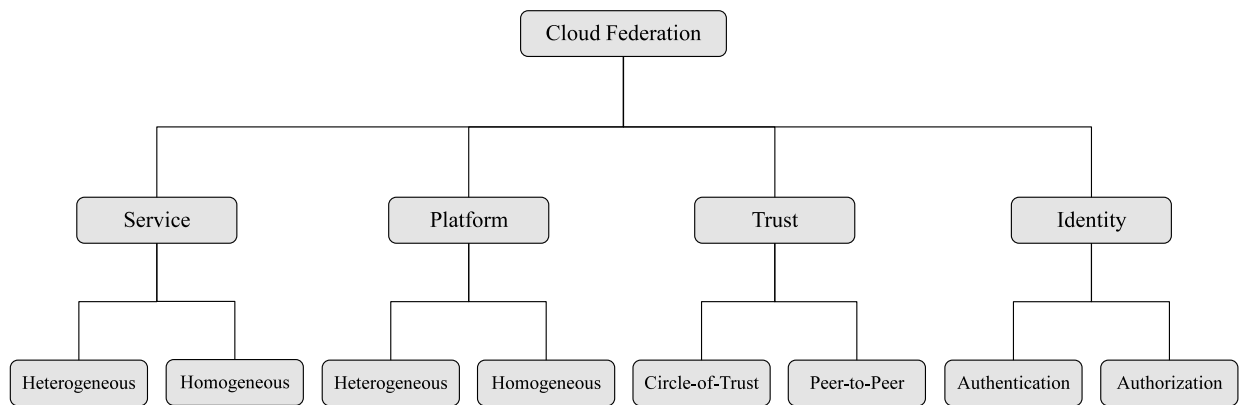 Cloud Federation
Service
Platform
Trust
Identity
Heterogeneous
Homogeneous
Heterogeneous
Homogeneous
Circle-of-Trust
Peer-to-Peer
Authentication
Authorization